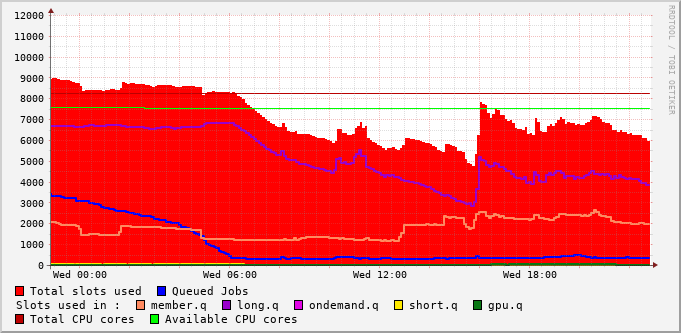 12000
11000
10000
9000
8000
7000
6000
5000
4000
3000
2000
1000
0
Wed 00:00 Wed 06:00 Wed 12:00 Wed 18:00
RRDTOOL / TOBI OETIKER
Total slots used Queued Jobs
Slots used in : member.q long.q ondemand.q short.q gpu.q
Total CPU cores Available CPU cores